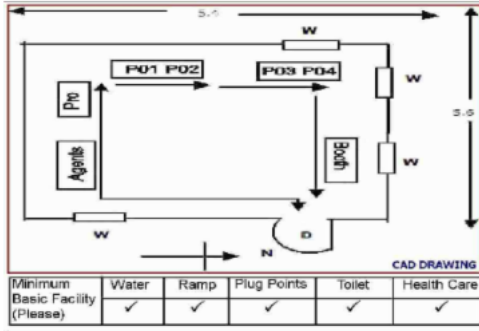 5.4
W
P01 P02
P03 P04
W
Pro
5.6
Agents
Booth
W
W
D
N
CAD DRAWING
Minimum Basic Facility (Please) Water Ramp Plug Points Toilet Health Care
✓ ✓ ✓ ✓ ✓